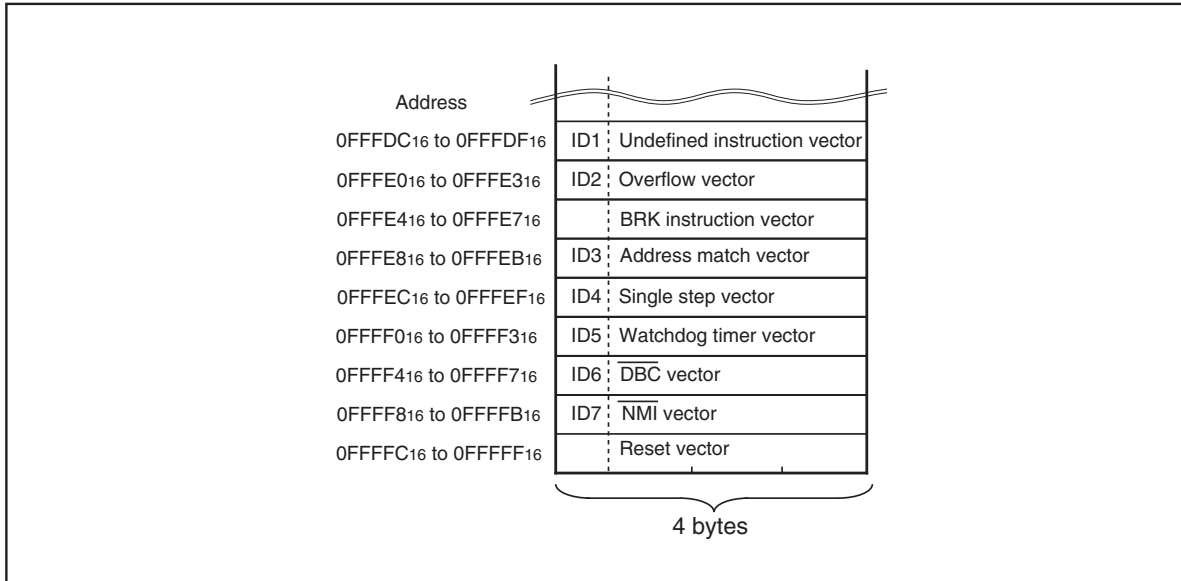 Address
0FFFDC16 to 0FFFDF16 ID1 Undefined instruction vector
0FFFE016 to 0FFFE316 ID2 Overflow vector
0FFFE416 to 0FFFE716 BRK instruction vector
0FFFE816 to 0FFFEB16 ID3 Address match vector
0FFFEC16 to 0FFFEF16 ID4 Single step vector
0FFFF016 to 0FFFF316 ID5 Watchdog timer vector
0FFFF416 to 0FFFF716 ID6 D̅B̅C̅ vector
0FFFF816 to 0FFFFB16 ID7 N̅M̅I̅ vector
0FFFFC16 to 0FFFFF16 Reset vector
4 bytes